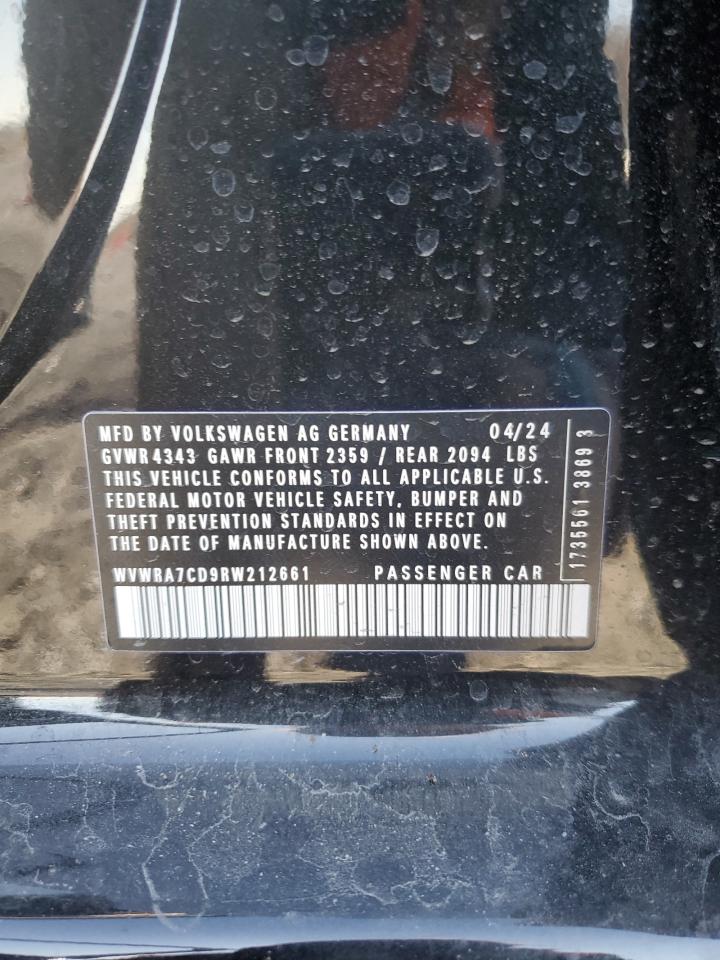 MFD BY VOLKSWAGEN AG GERMANY 04/24
GVWR 4343 GAWR FRONT 2359 / REAR 2094 LBS
THIS VEHICLE CONFORMS TO ALL APPLICABLE U.S.
FEDERAL MOTOR VEHICLE SAFETY, BUMPER AND
THEFT PREVENTION STANDARDS IN EFFECT ON
THE DATE OF MANUFACTURE SHOWN ABOVE.
WVWRA7CD9RW212661 PASSENGER CAR
1735561 3869 3